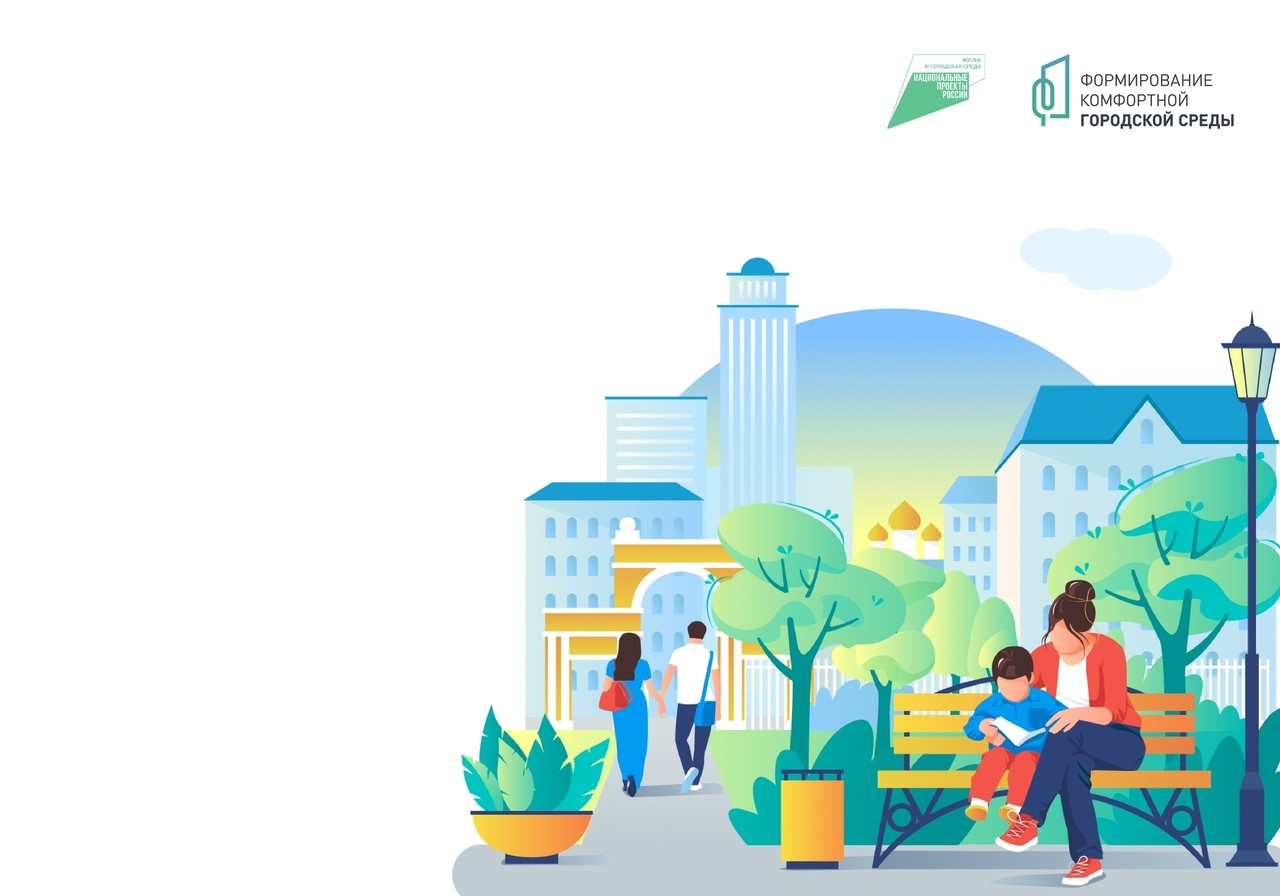 ЖИЛЬЕ
И ГОРОДСКАЯ СРЕДА
НАЦИОНАЛЬНЫЕ
ПРОЕКТЫ
РОССИИ
ФОРМИРОВАНИЕ
КОМФОРТНОЙ
ГОРОДСКОЙ СРЕДЫ